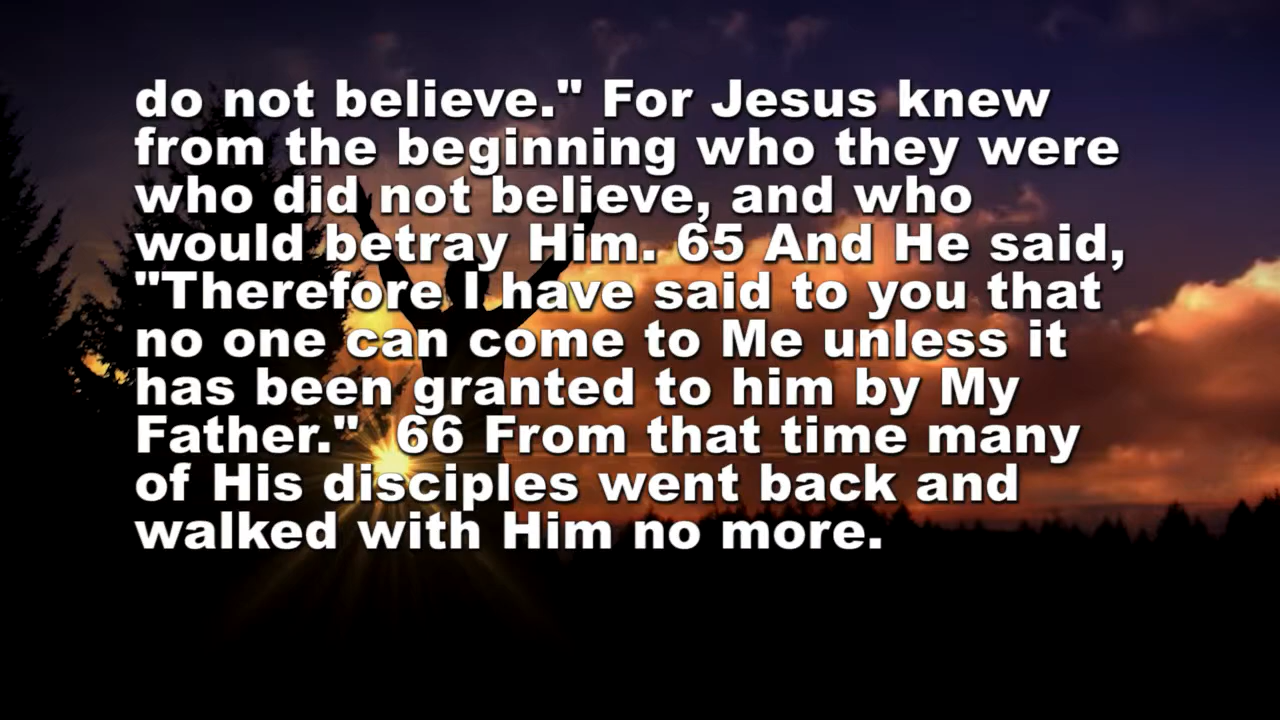 do not believe." For Jesus knew
from the beginning who they were
who did not believe, and who
would betray Him. 65 And He said,
"Therefore I have said to you that
no one can come to Me unless it
has been granted to him by My
Father."  66 From that time many
of His disciples went back and
walked with Him no more.